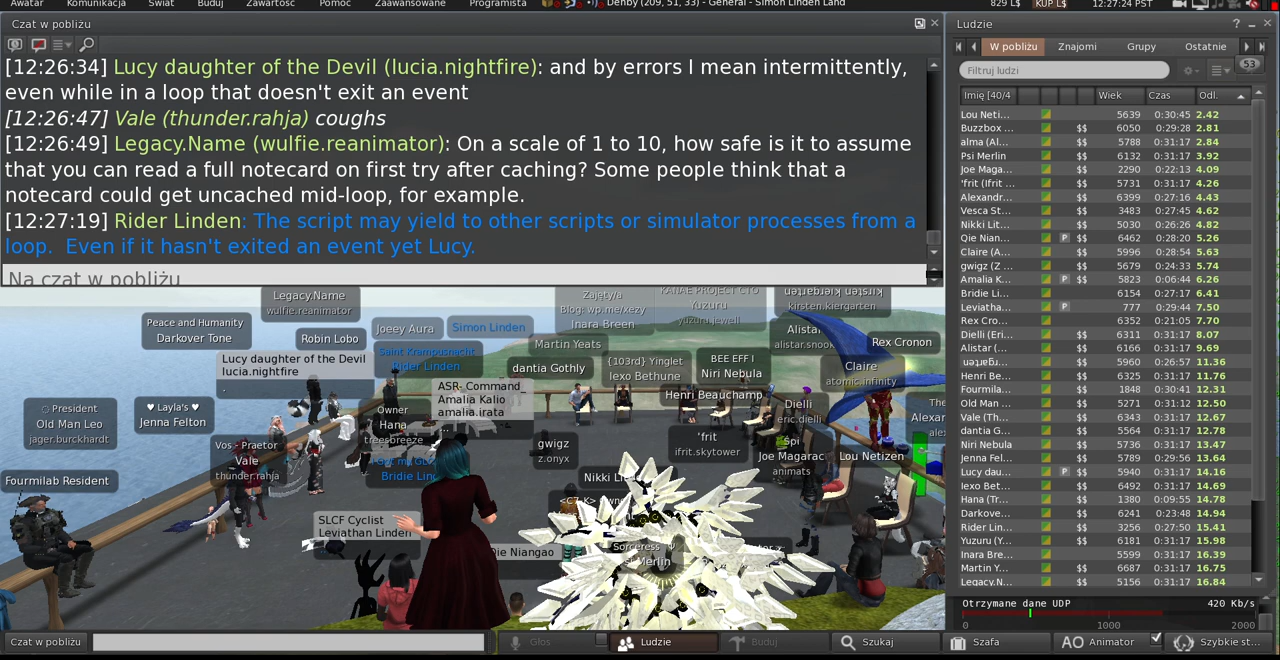 Awatar Komunikacja Świat Buduj Zawartość Pomoc Zaawansowane Programista
Denby (209, 51, 33) - General - Simon Linden Land
829 L$ KUP L$ 12:27:24 PST
Czat w pobliżu
[12:26:34] Lucy daughter of the Devil (lucia.nightfire): and by errors I mean intermittently,
even while in a loop that doesn't exit an event
[12:26:47] Vale (thunder.rahja) coughs
[12:26:49] Legacy.Name (wulfie.reanimator): On a scale of 1 to 10, how safe is it to assume
that you can read a full notecard on first try after caching? Some people think that a
notecard could get uncached mid-loop, for example.
[12:27:19] Rider Linden: The script may yield to other scripts or simulator processes from a
loop.  Even if it hasn't exited an event yet Lucy.
Na czat w pobliżu
Legacy.Name
wulfie.reanimator
Peace and Humanity
Darkover Tone
Robin Lobo
Joeey Aura
Simon Linden
Saint Krampusnacht
Rider Linden
Lucy daughter of the Devil
lucia.nightfire
.
Zajęty/a
Blog: wp.me/xezy
Inara Breen
KANAE PROJECT CTO
Yuzuru
yuzuru.jewell
Kirsten Kiergarten
kirsten.kiergarten
Martin Yeats
dantia Gothly
{103rd} Yinglet
Iexo Bethune
BEE EFF I
Niri Nebula
Alistar
alistar.snook
Rex Cronon
Claire
atomic.infinity
ASR- Command
Amalia Kalio
amalia.irata
Henri Beauchamp
Dielli
eric.dielli
President
Old Man Leo
jager.burckhardt
♥ Layla's ♥
Jenna Felton
Owner
Hana
treesbreeze
...
Vos - Praetor
Vale
thunder.rahja
Bridie Lin
gwigz
z.onyx
'frit
ifrit.skytower
Spi
Joe Magarac
animats
Lou Netizen
The
Alexan
alex
Fourmilab Resident
Nikki Li
SLCF Cyclist
Leviathan Linden
Qie Niangao
Sorceress
Psi Merlin
Ludzie
W pobliżu Znajomi Grupy Ostatnie
Filtruj ludzi
53
Imię [40/4 Wiek Czas Odl.
Lou Neti... 5639 0:30:45 2.42
Buzzbox ... $$ 6050 0:29:28 2.81
alma (Al... $$ 5788 0:31:17 2.84
Psi Merlin $$ 6132 0:31:17 3.92
Joe Maga... $$ 2290 0:22:13 4.09
'frit (Ifrit ... $$ 5731 0:31:17 4.26
Alexandr... $$ 6399 0:27:16 4.43
Vesca St... $$ 3483 0:27:45 4.62
Nikki Lit... $$ 5030 0:26:26 4.82
Qie Nian... P $$ 6462 0:28:20 5.26
Claire (A... $$ 5996 0:28:54 5.63
gwigz (Z ... $$ 5679 0:24:33 5.74
Amalia K... P $$ 5823 0:06:44 6.26
Bridie Li... 6154 0:27:17 6.41
Leviatha... P 777 0:29:44 7.50
Rex Cro... 6352 0:21:05 7.70
Dielli (Eri... $$ 6311 0:31:17 8.07
Alistar (... $$ 6166 0:31:17 9.69
$$ 5960 0:26:57 11.36
Henri Be... $$ 6325 0:31:17 11.76
Fourmila... $$ 1848 0:30:41 12.31
Old Man ... $$ 5271 0:31:12 12.50
Vale (Th... $$ 6343 0:31:17 12.67
dantia G... $$ 5564 0:31:17 12.78
Niri Nebula $$ 5736 0:31:17 13.47
Jenna Fel... $$ 5789 0:29:56 13.64
Lucy dau... P $$ 5940 0:31:17 14.16
Iexo Bet... $$ 6492 0:31:17 14.69
Hana (Tr... $$ 1380 0:09:55 14.78
Darkove... $$ 6241 0:23:48 14.94
Rider Lin... $$ 3256 0:27:50 15.41
Yuzuru (Y... $$ 6181 0:31:17 15.98
Inara Bre... 5599 0:31:17 16.39
Martin Y... $$ 6687 0:31:17 16.75
Legacy.N... $$ 5156 0:31:17 16.84
Otrzymane dane UDP 420 Kb/s
0 1000 2000
Czat w pobliżu Głos Ludzie Buduj Szukaj Szafa AO Animator Szybkie st...